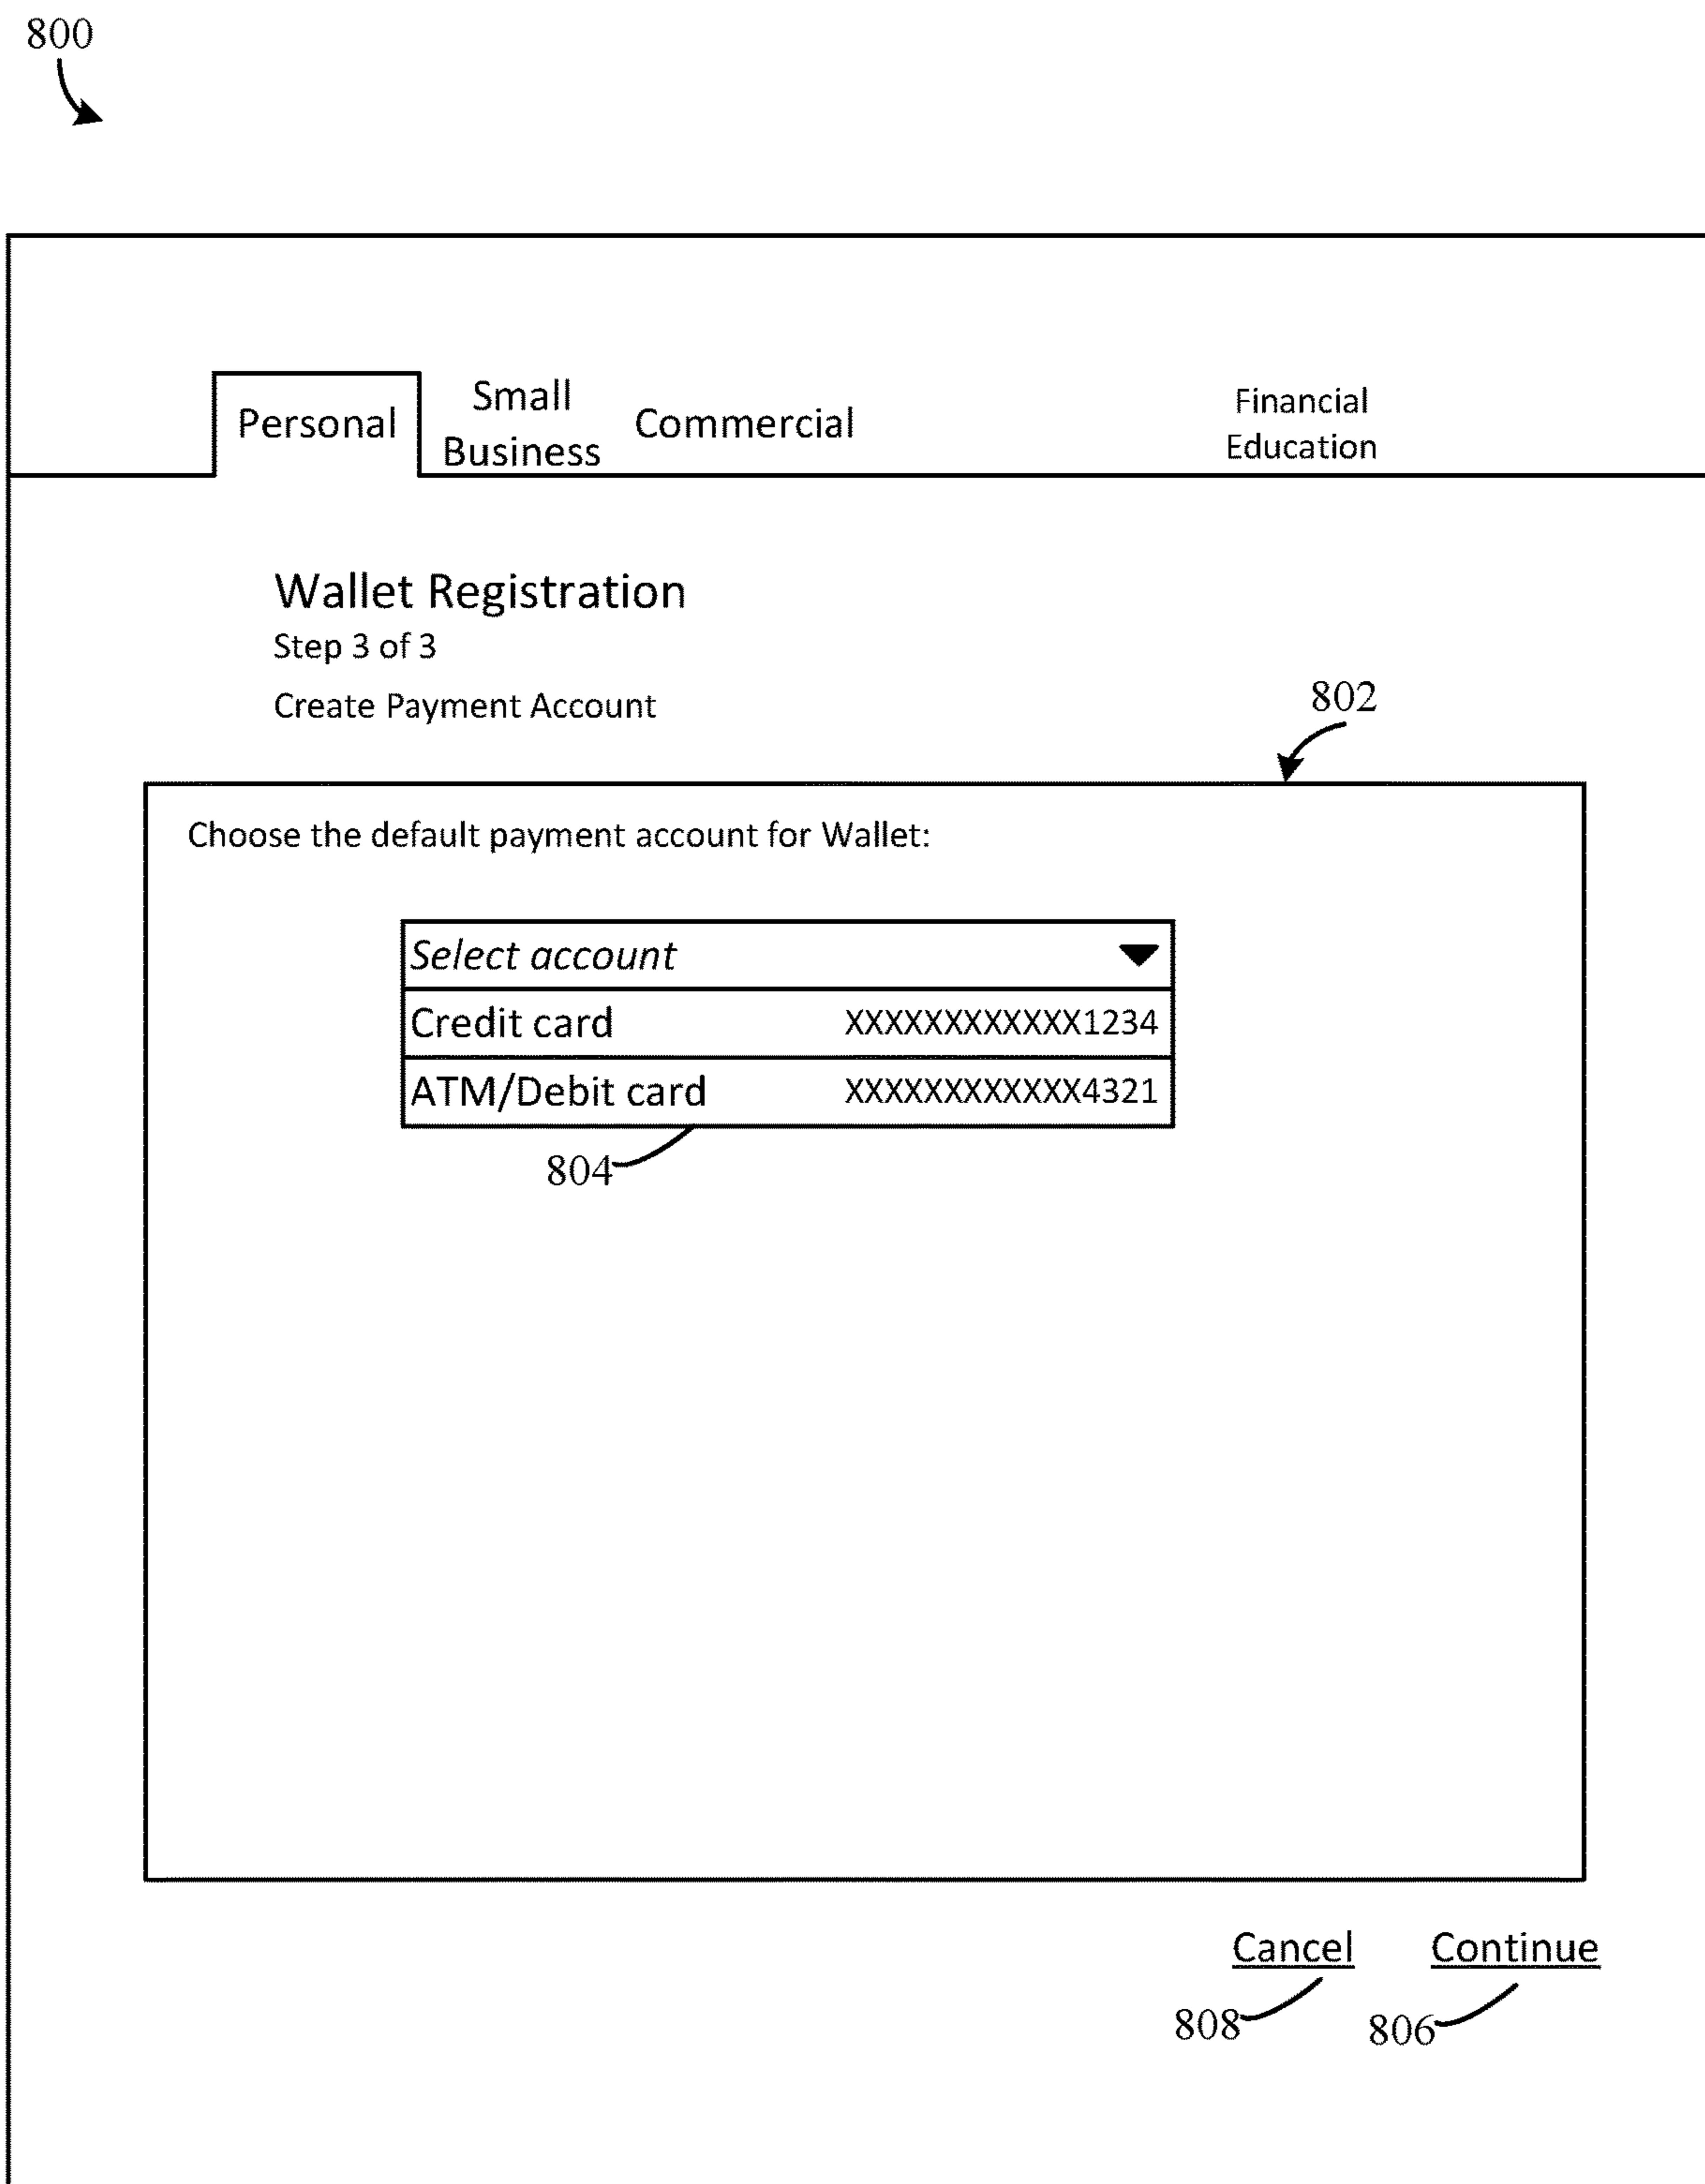 800
Personal
Small
Business
Commercial
Financial
Education
Wallet Registration
Step 3 of 3
Create Payment Account
802
Choose the default payment account for Wallet:
Select account
Credit card XXXXXXXXXXXX1234
ATM/Debit card XXXXXXXXXXXX4321
804
Cancel Continue
808 806